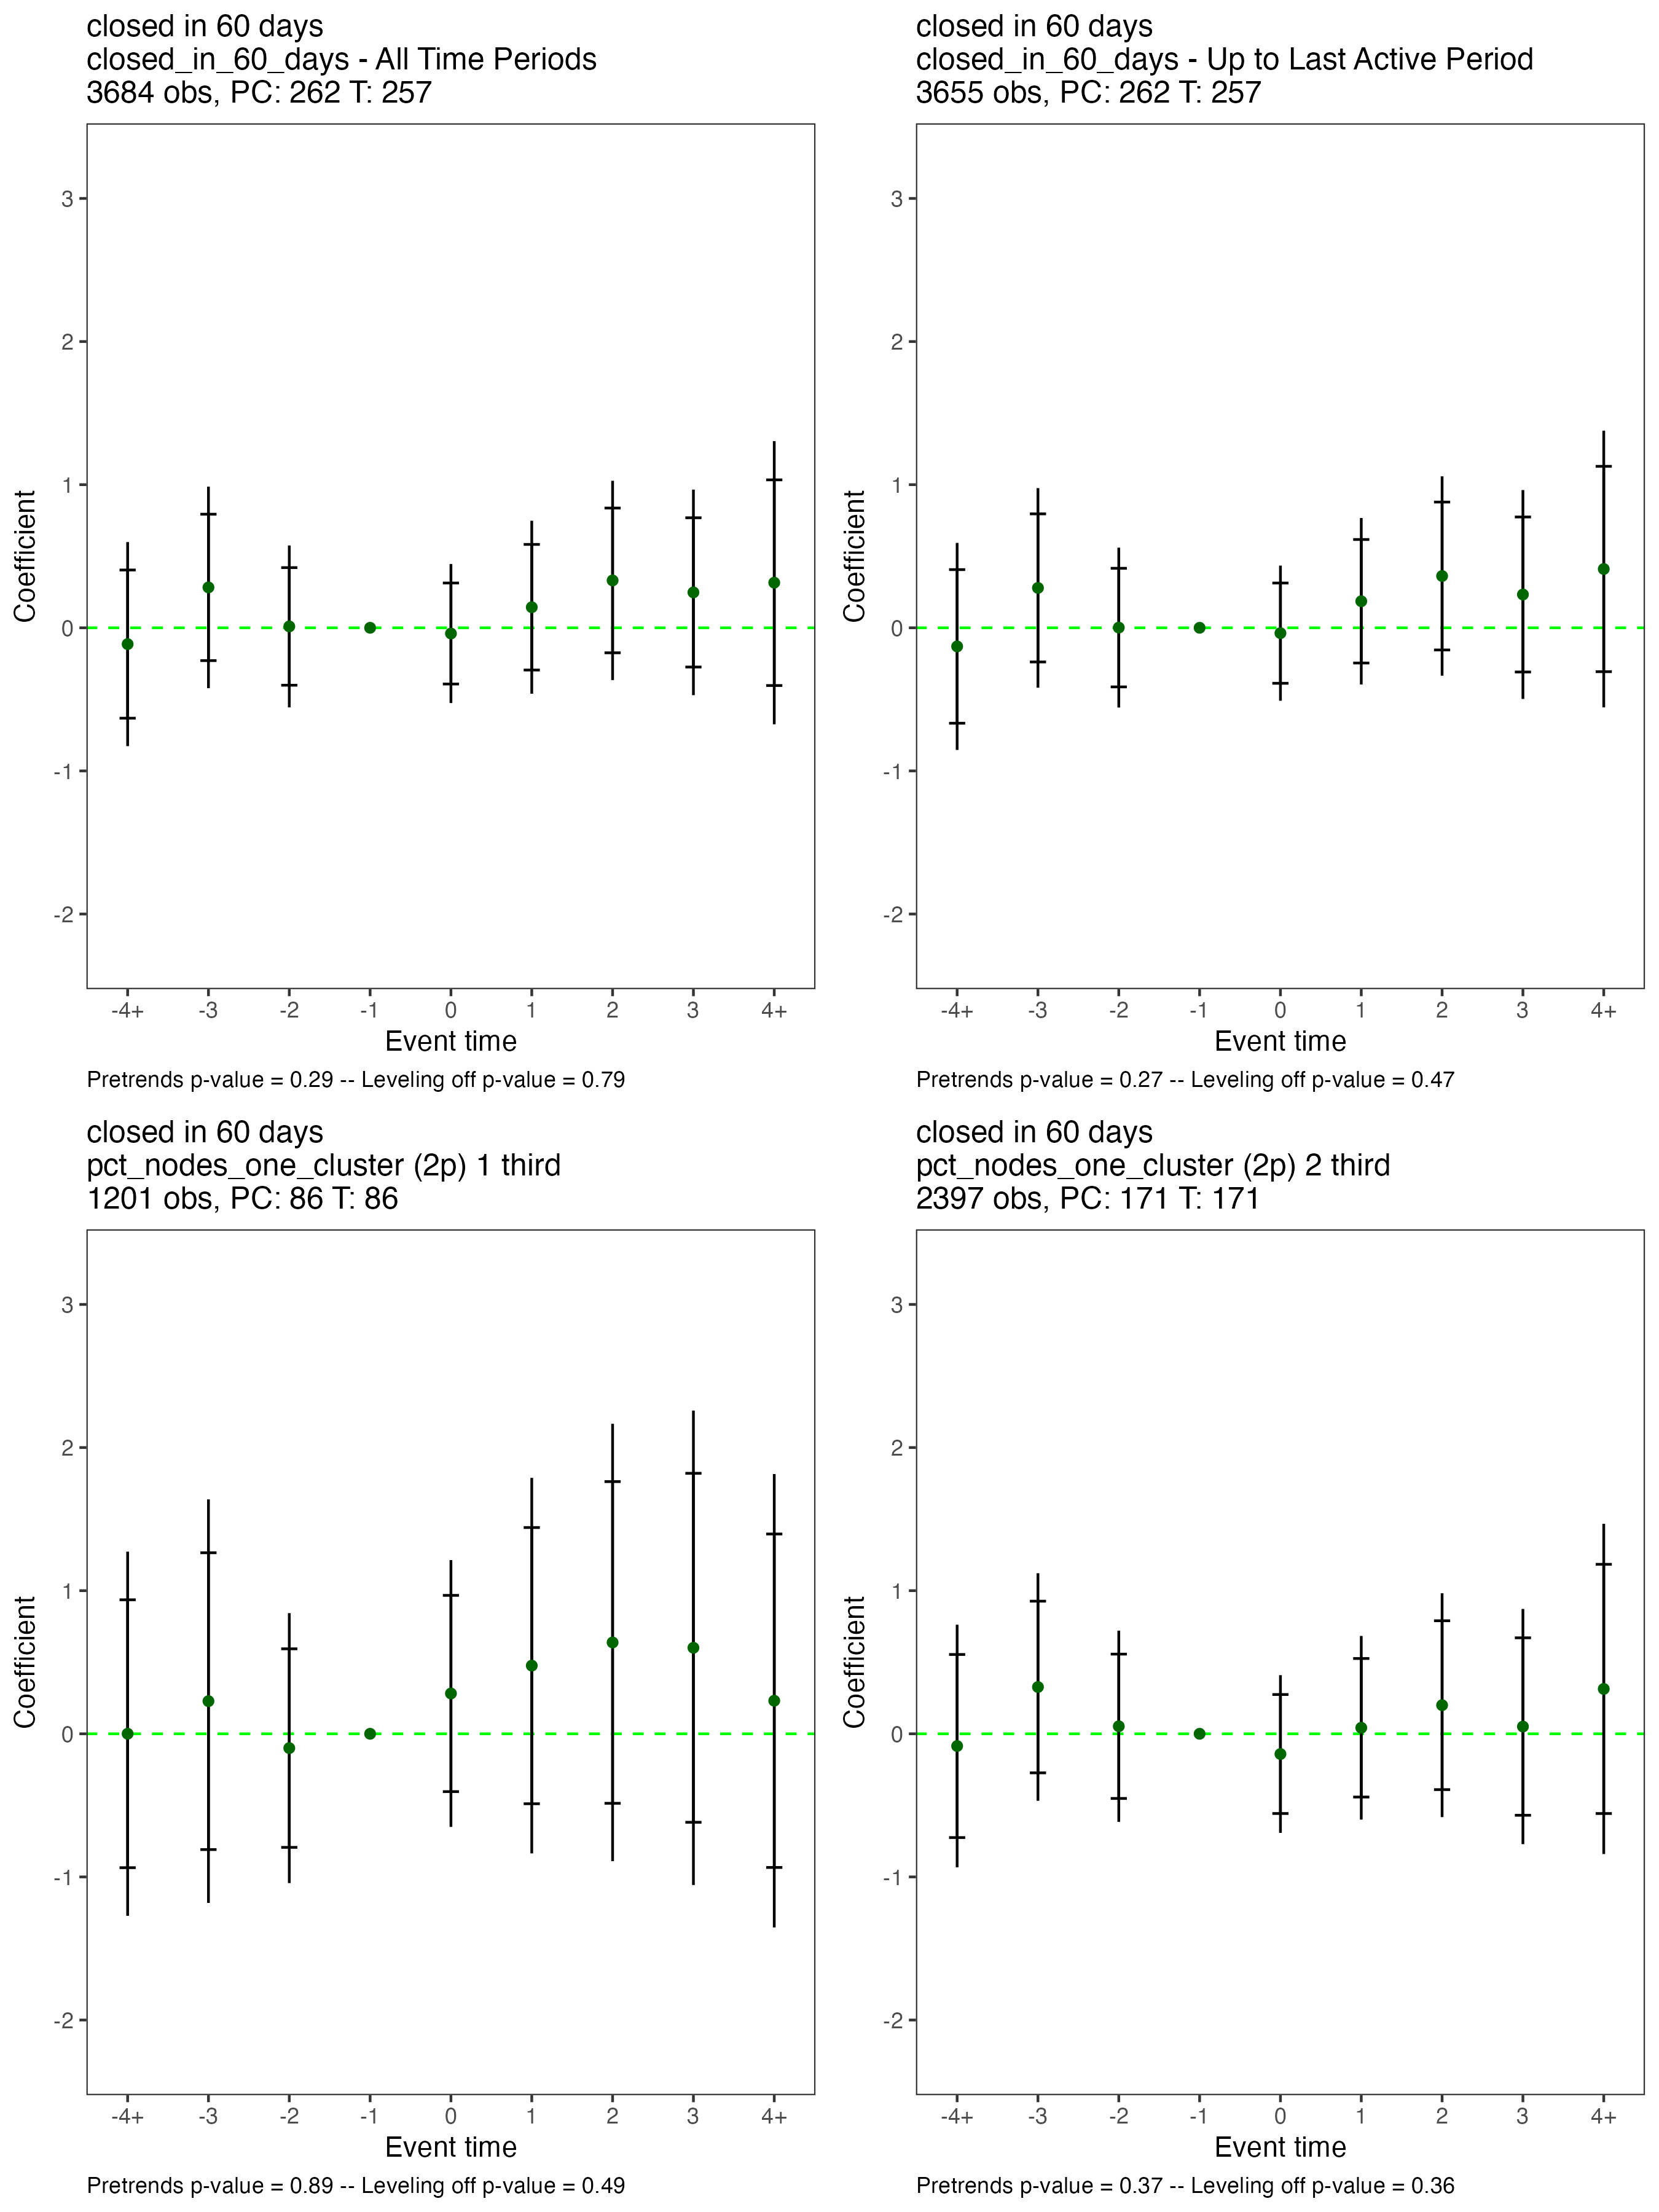 closed in 60 days
closed_in_60_days - All Time Periods
3684 obs, PC: 262 T: 257
3
2
1
0
-1
-2
Coefficient
-4+ -3 -2 -1 0 1 2 3 4+
Event time
Pretrends p-value = 0.29 -- Leveling off p-value = 0.79
closed in 60 days
closed_in_60_days - Up to Last Active Period
3655 obs, PC: 262 T: 257
3
2
1
0
-1
-2
Coefficient
-4+ -3 -2 -1 0 1 2 3 4+
Event time
Pretrends p-value = 0.27 -- Leveling off p-value = 0.47
closed in 60 days
pct_nodes_one_cluster (2p) 1 third
1201 obs, PC: 86 T: 86
3
2
1
0
-1
-2
Coefficient
-4+ -3 -2 -1 0 1 2 3 4+
Event time
Pretrends p-value = 0.89 -- Leveling off p-value = 0.49
closed in 60 days
pct_nodes_one_cluster (2p) 2 third
2397 obs, PC: 171 T: 171
3
2
1
0
-1
-2
Coefficient
-4+ -3 -2 -1 0 1 2 3 4+
Event time
Pretrends p-value = 0.37 -- Leveling off p-value = 0.36